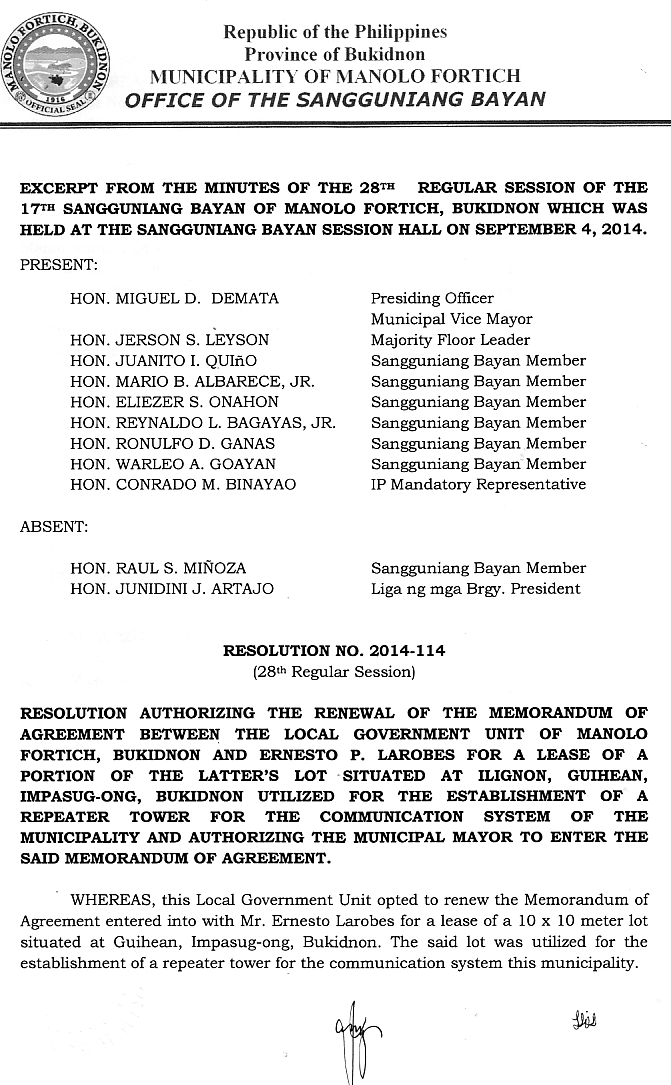 MANOLO FORTICH, BUKIDNON
1916
OFFICIAL SEAL
Republic of the Philippines
Province of Bukidnon
MUNICIPALITY OF MANOLO FORTICH
OFFICE OF THE SANGGUNIANG BAYAN
EXCERPT FROM THE MINUTES OF THE 28TH REGULAR SESSION OF THE
17TH SANGGUNIANG BAYAN OF MANOLO FORTICH, BUKIDNON WHICH WAS
HELD AT THE SANGGUNIANG BAYAN SESSION HALL ON SEPTEMBER 4, 2014.
PRESENT:
HON. MIGUEL D. DEMATA Presiding Officer
Municipal Vice Mayor
HON. JERSON S. LEYSON Majority Floor Leader
HON. JUANITO I. QUIñO Sangguniang Bayan Member
HON. MARIO B. ALBARECE, JR. Sangguniang Bayan Member
HON. ELIEZER S. ONAHON Sangguniang Bayan Member
HON. REYNALDO L. BAGAYAS, JR. Sangguniang Bayan Member
HON. RONULFO D. GANAS Sangguniang Bayan Member
HON. WARLEO A. GOAYAN Sangguniang Bayan Member
HON. CONRADO M. BINAYAO IP Mandatory Representative
ABSENT:
HON. RAUL S. MIÑOZA Sangguniang Bayan Member
HON. JUNIDINI J. ARTAJO Liga ng mga Brgy. President
RESOLUTION NO. 2014-114
(28th Regular Session)
RESOLUTION AUTHORIZING THE RENEWAL OF THE MEMORANDUM OF
AGREEMENT BETWEEN THE LOCAL GOVERNMENT UNIT OF MANOLO
FORTICH, BUKIDNON AND ERNESTO P. LAROBES FOR A LEASE OF A
PORTION OF THE LATTER'S LOT SITUATED AT ILIGNON, GUIHEAN,
IMPASUG-ONG, BUKIDNON UTILIZED FOR THE ESTABLISHMENT OF A
REPEATER TOWER FOR THE COMMUNICATION SYSTEM OF THE
MUNICIPALITY AND AUTHORIZING THE MUNICIPAL MAYOR TO ENTER THE
SAID MEMORANDUM OF AGREEMENT.
WHEREAS, this Local Government Unit opted to renew the Memorandum of
Agreement entered into with Mr. Ernesto Larobes for a lease of a 10 x 10 meter lot
situated at Guihean, Impasug-ong, Bukidnon. The said lot was utilized for the
establishment of a repeater tower for the communication system this municipality.